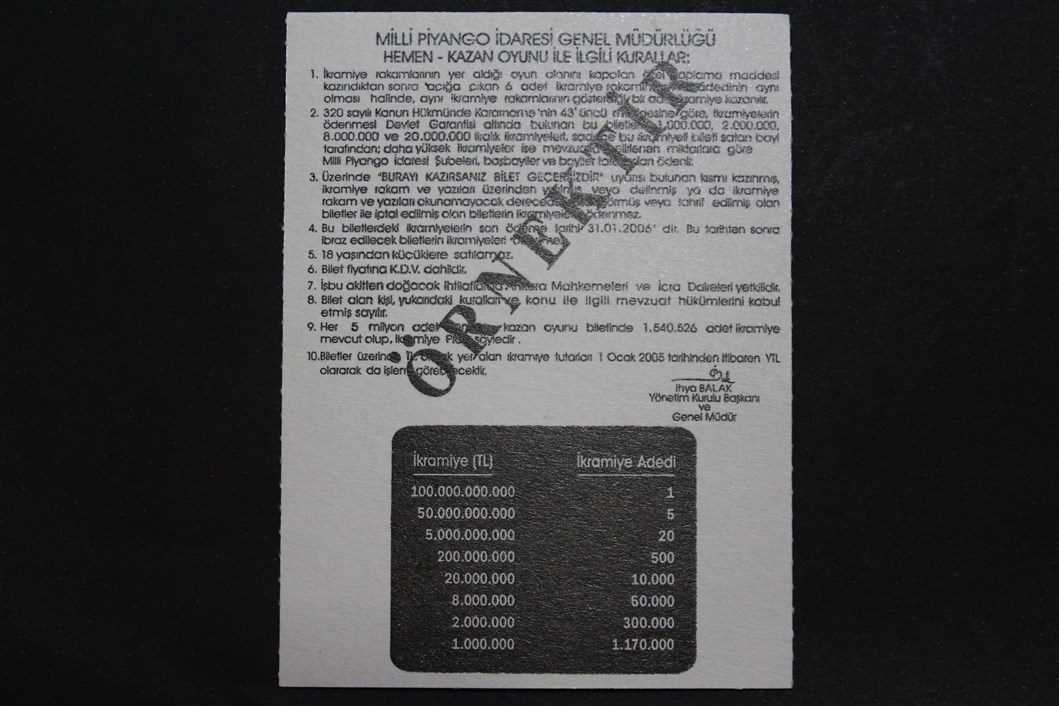 MİLLİ PİYANGO İDARESİ GENEL MÜDÜRLÜĞÜ
HEMEN - KAZAN OYUNU İLE İLGİLİ KURALLAR:
1. İkramiye rakamlarının yer aldığı oyun alanını kapatan özel kaplama maddesi
kazındıktan sonra açığa çıkan 6 adet ikramiye 3 adedinin aynı
olması halinde, aynı ikramiye rakamlarının gösterdiği bir adet ikramiye kazanılır.
2. 320 sayılı Kanun Hükmünde Kararname'nin 43' üncü maddesine göre, ikramiyelerin
ödenmesi Devlet Garantisi altında bulunan bu biletlere 1.000.000, 2.000.000,
8.000.000 ve 20.000.000 liralık ikramiyeleri, sadece bu ikramiyeli bileti satan bayi
tarafından; daha yüksek ikramiyeler ise mevzuatla belirlenen miktarlara göre
Milli Piyango İdaresi Şubeleri, başbayiler ve bayiler tarafından ödenir.
3. Üzerinde "BURAYI KAZIRSANIZ BİLET GEÇERSİZDİR" uyarısı bulunan kısmı kazınmış,
ikramiye rakam ve yazıları üzerinden veya delinmiş ya da ikramiye
rakam ve yazıları okunamayacak derecede görmüş veya tahrif edilmiş olan
biletler ile iptal edilmiş olan biletlerin ikramiyeleri ödenmez.
4. Bu biletlerdeki ikramiyelerin son ödeme tarihi 31.01.2006' dır. Bu tarihten sonra
ibraz edilecek biletlerin ikramiyeleri ödenmez.
5. 18 yaşından küçüklere satılamaz.
6. Bilet fiyatına K.D.V. dahildir.
7. İşbu akitten doğacak ihtilaflarda Ankara Mahkemeleri ve İcra Daireleri yetkilidir.
8. Bilet alan kişi, yukarıdaki kuralları ve konu ile ilgili mevzuat hükümlerini kabul
etmiş sayılır.
9. Her 5 milyon adet kazan oyunu biletinde 1.540.526 adet ikramiye
mevcut olup, İkramiye Planı şöyledir .
10.Biletler üzerinde TL olarak yer alan ikramiye tutarları 1 Ocak 2005 tarihinden itibaren YTL
olararak da işlem görebilecektir.
İhya BALAK
Yönetim Kurulu Başkanı
ve
Genel Müdür
ÖRNEKTİR
İkramiye (TL) İkramiye Adedi
100.000.000.000 1
50.000.000.000 5
5.000.000.000 20
200.000.000 500
20.000.000 10.000
8.000.000 60.000
2.000.000 300.000
1.000.000 1.170.000